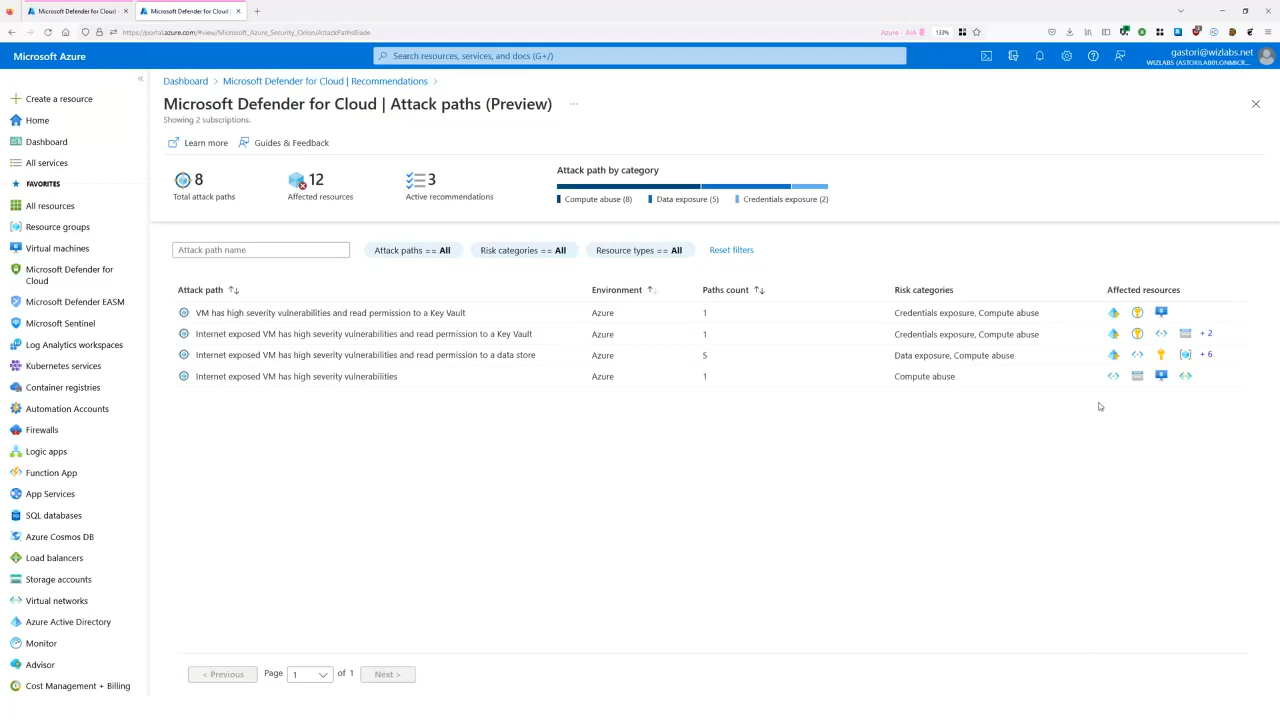 Microsoft Defender for Cloud
Microsoft Defender for Cloud
https://portal.azure.com/#view/Microsoft_Azure_Security_Orion/AttackPathsBlade
Azure - AIA
133%
Microsoft Azure
Search resources, services, and docs (G+/)
gastori@wizlabs.net
WIZLABS (ASTORILAB01.ONMICR...
Create a resource
Home
Dashboard
All services
FAVORITES
All resources
Resource groups
Virtual machines
Microsoft Defender for
Cloud
Microsoft Defender EASM
Microsoft Sentinel
Log Analytics workspaces
Kubernetes services
Container registries
Automation Accounts
Firewalls
Logic apps
Function App
App Services
SQL databases
Azure Cosmos DB
Load balancers
Storage accounts
Virtual networks
Azure Active Directory
Monitor
Advisor
Cost Management + Billing
Dashboard > Microsoft Defender for Cloud | Recommendations >
Microsoft Defender for Cloud | Attack paths (Preview) ...
Showing 2 subscriptions.
Learn more Guides & Feedback
8
Total attack paths
12
Affected resources
3
Active recommendations
Attack path by category
Compute abuse (8) Data exposure (5) Credentials exposure (2)
Attack path name
Attack paths == All
Risk categories == All
Resource types == All
Reset filters
Attack path ↑↓ Environment ↑↓ Paths count ↑↓ Risk categories Affected resources
VM has high severity vulnerabilities and read permission to a Key Vault Azure 1 Credentials exposure, Compute abuse
Internet exposed VM has high severity vulnerabilities and read permission to a Key Vault Azure 1 Credentials exposure, Compute abuse + 2
Internet exposed VM has high severity vulnerabilities and read permission to a data store Azure 5 Data exposure, Compute abuse + 6
Internet exposed VM has high severity vulnerabilities Azure 1 Compute abuse
< Previous Page 1 of 1 Next >